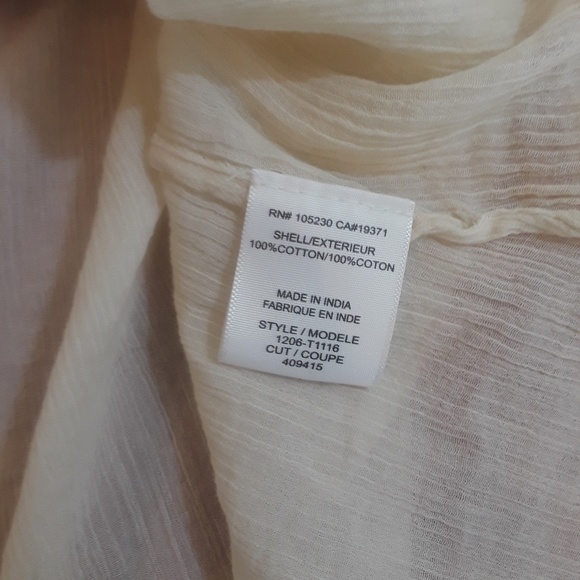 RN# 105230 CA#19371
SHELL/EXTERIEUR
100%COTTON/100%COTON
MADE IN INDIA
FABRIQUE EN INDE
STYLE / MODELE
1206-T1116
CUT / COUPE
409415